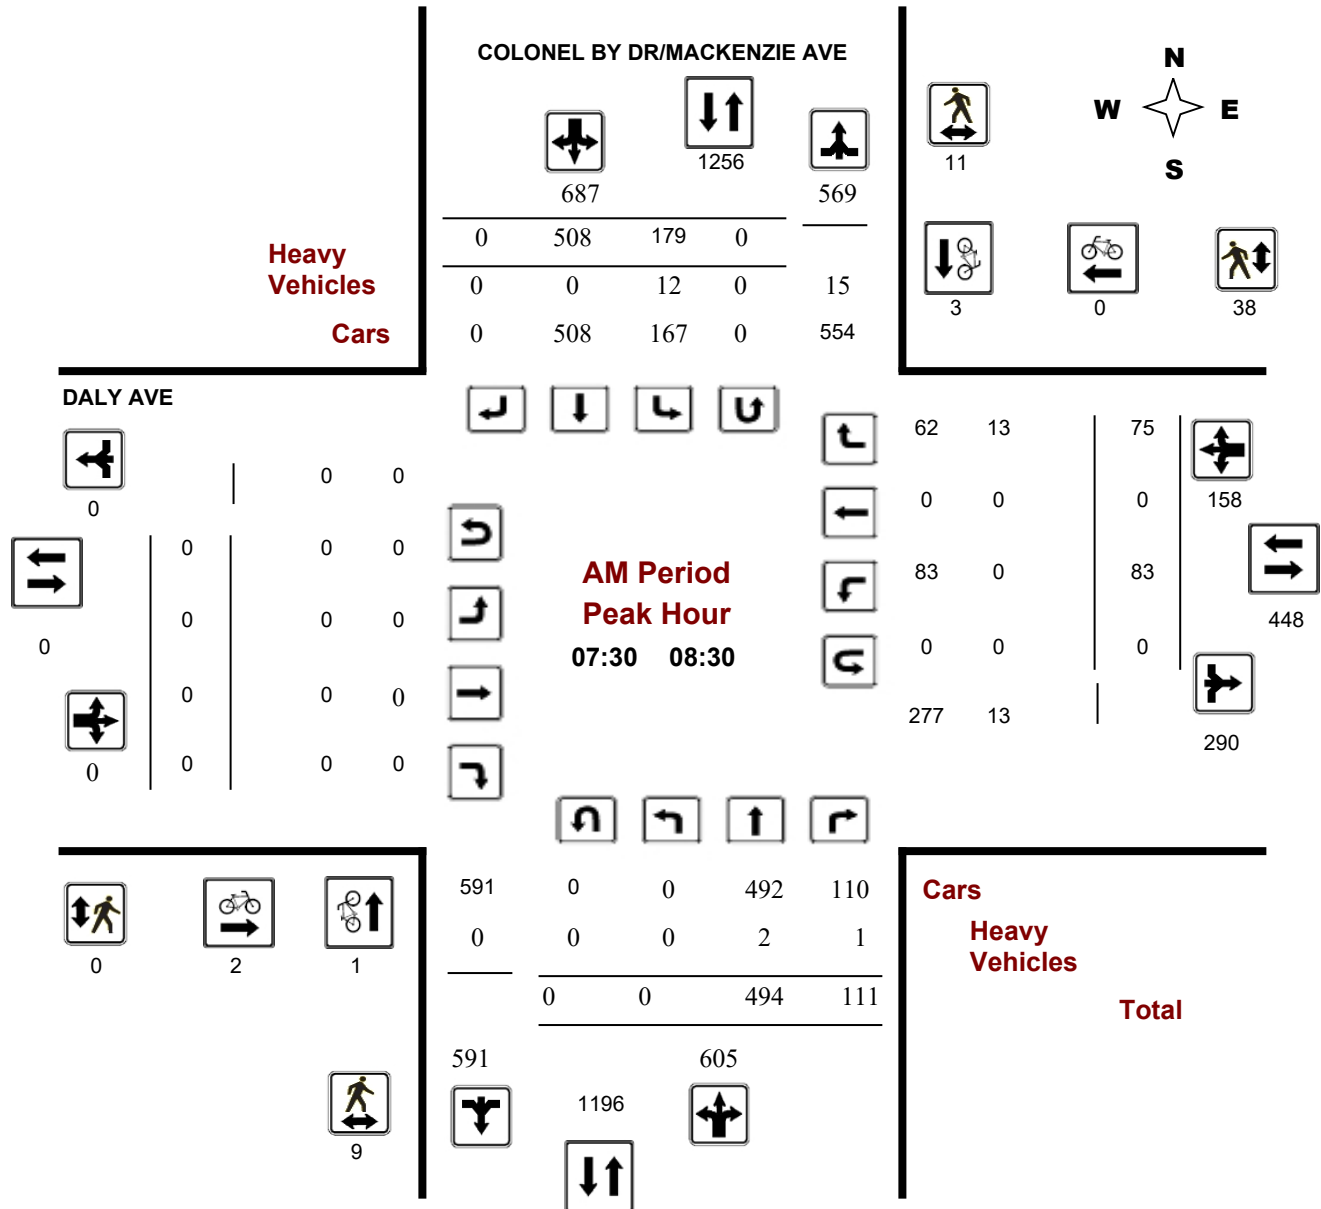 COLONEL BY DR/MACKENZIE AVE
N
W E
S
1256
11
687 569
0 508 179 0
Heavy
Vehicles
0 0 12 0 15
3 0 38
Cars
0 508 167 0 554
DALY AVE
62 13 75
0 0 0
0
0 0 0 158
0 0 0
AM Period
83 0 83
Peak Hour
0 0 0
448
0
07:30 08:30
0 0 0
0 0 0
277 13
290
0 0 0 0
591 0 0 492 110
Cars
0 0 0 2 1
Heavy
Vehicles
0 2 1
0 0 494 111
Total
591 605
1196
9